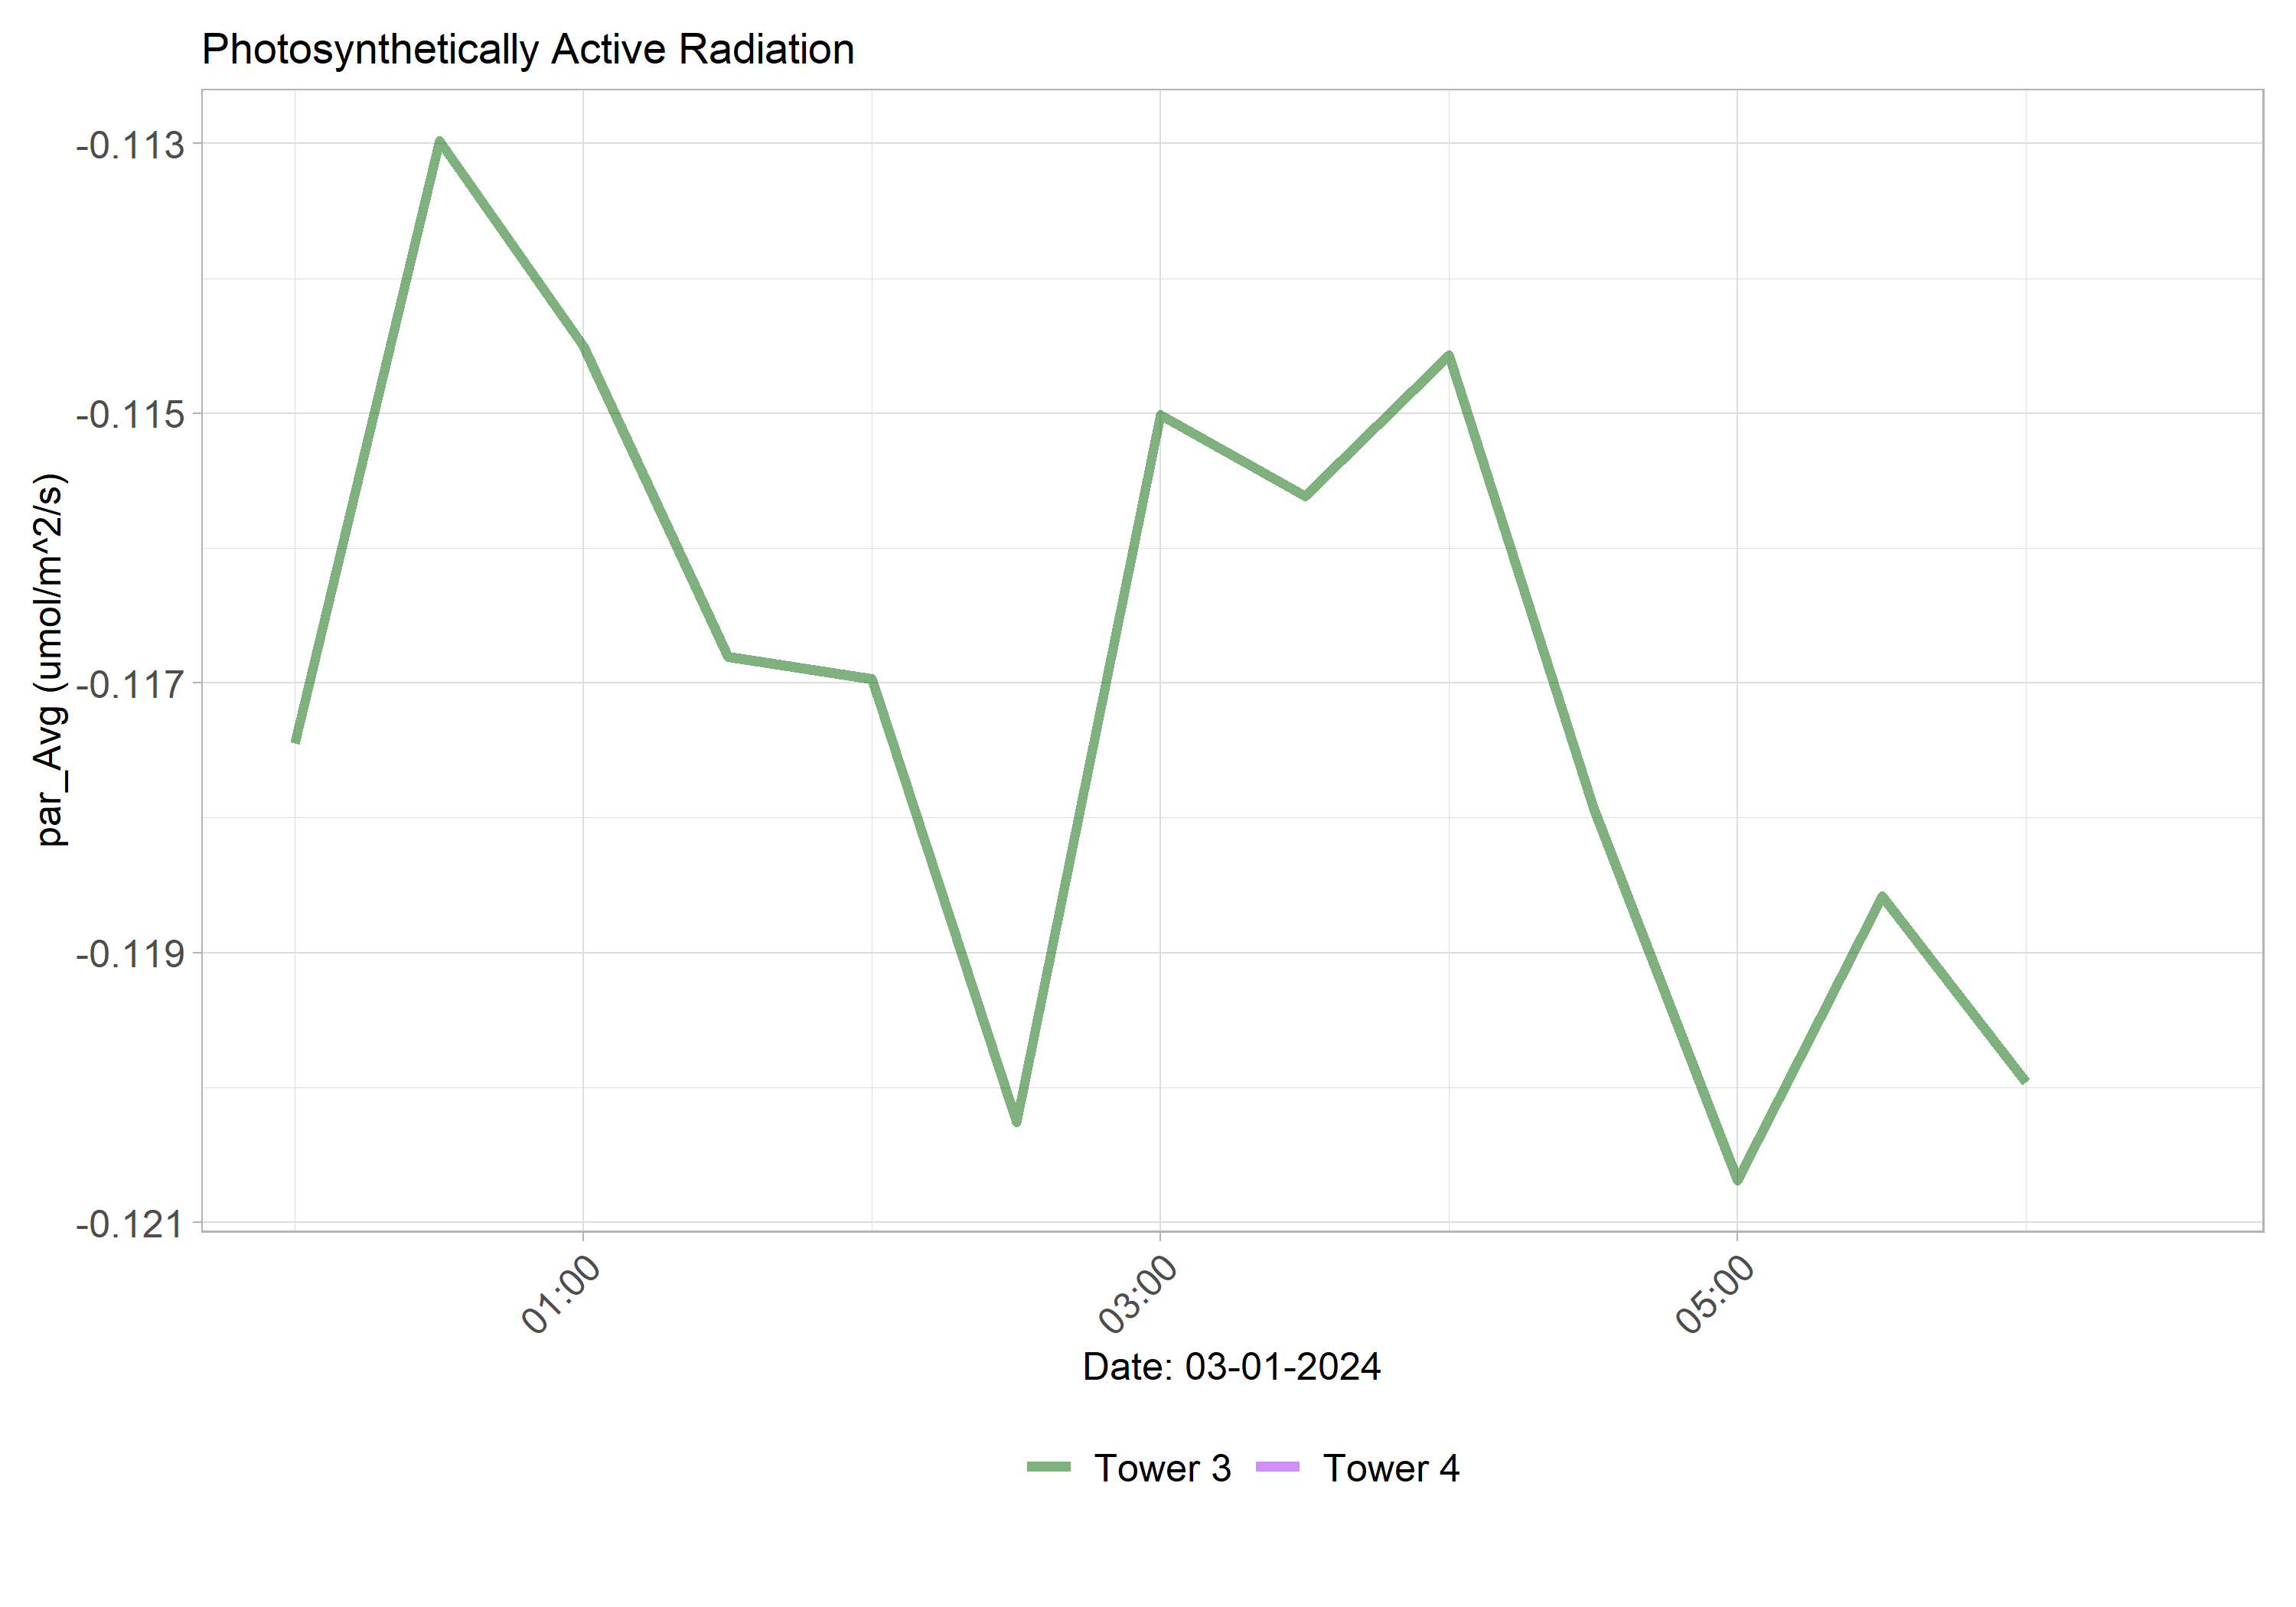 Photosynthetically Active Radiation
par_Avg (umol/m^2/s)
-0.113
-0.115
-0.117
-0.119
-0.121
01:00
03:00
05:00
Date: 03-01-2024
Tower 3
Tower 4